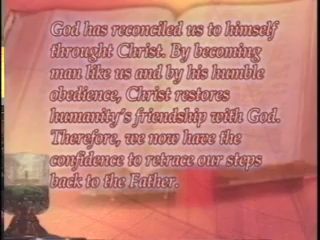 God has reconciled us to himself
throught Christ. By becoming
man like us and by his humble
obedience, Christ restores
humanity's friendship with God.
Therefore, we now have the
confidence to retrace our steps
back to the Father.